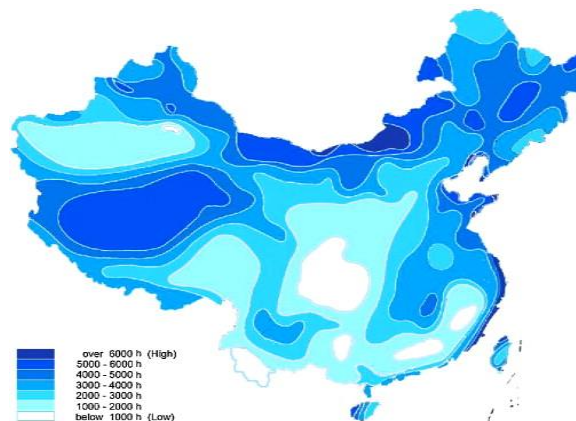 over 6000 h (High)
5000 - 6000 h
4000 - 5000 h
3000 - 4000 h
2000 - 3000 h
1000 - 2000 h
below 1000 h (Low)